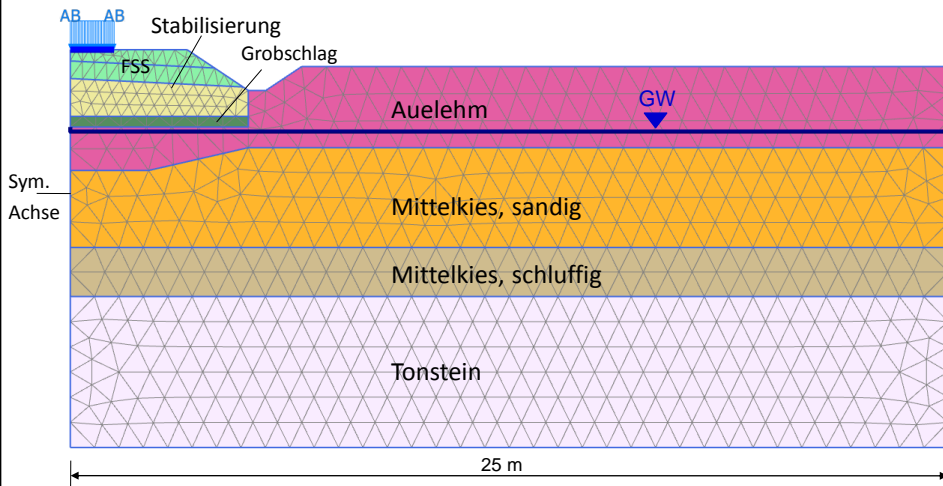 AB AB
Stabilisierung
Grobschlag
FSS
Auelehm
GW
Sym.
Achse
Mittelkies, sandig
Mittelkies, schluffig
Tonstein
25 m